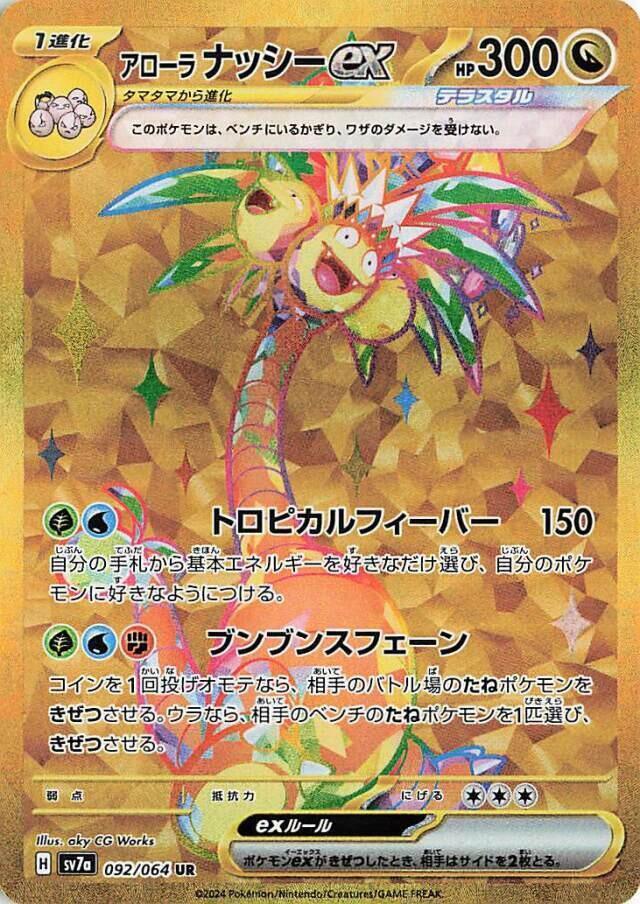 1進化
アローラ ナッシーex HP300
タマタマから進化
テラスタル
このポケモンは、ベンチにいるかぎり、ワザのダメージを受けない。
トロピカルフィーバー 150
自分の手札から基本エネルギーを好きなだけ選び、自分のポケ
モンに好きなようにつける。
ブンブンスフェーン
コインを1回投げオモテなら、相手のバトル場のたねポケモンを
きぜつさせる。ウラなら、相手のベンチのたねポケモンを1匹選び、
きぜつさせる。
弱点 抵抗力 にげる
Illus. aky CG Works
exルール
ポケモンexがきぜつしたとき、相手はサイドを2枚とる。
H sv7a 092/064 UR
©2024 Pokémon/Nintendo/Creatures/GAME FREAK.